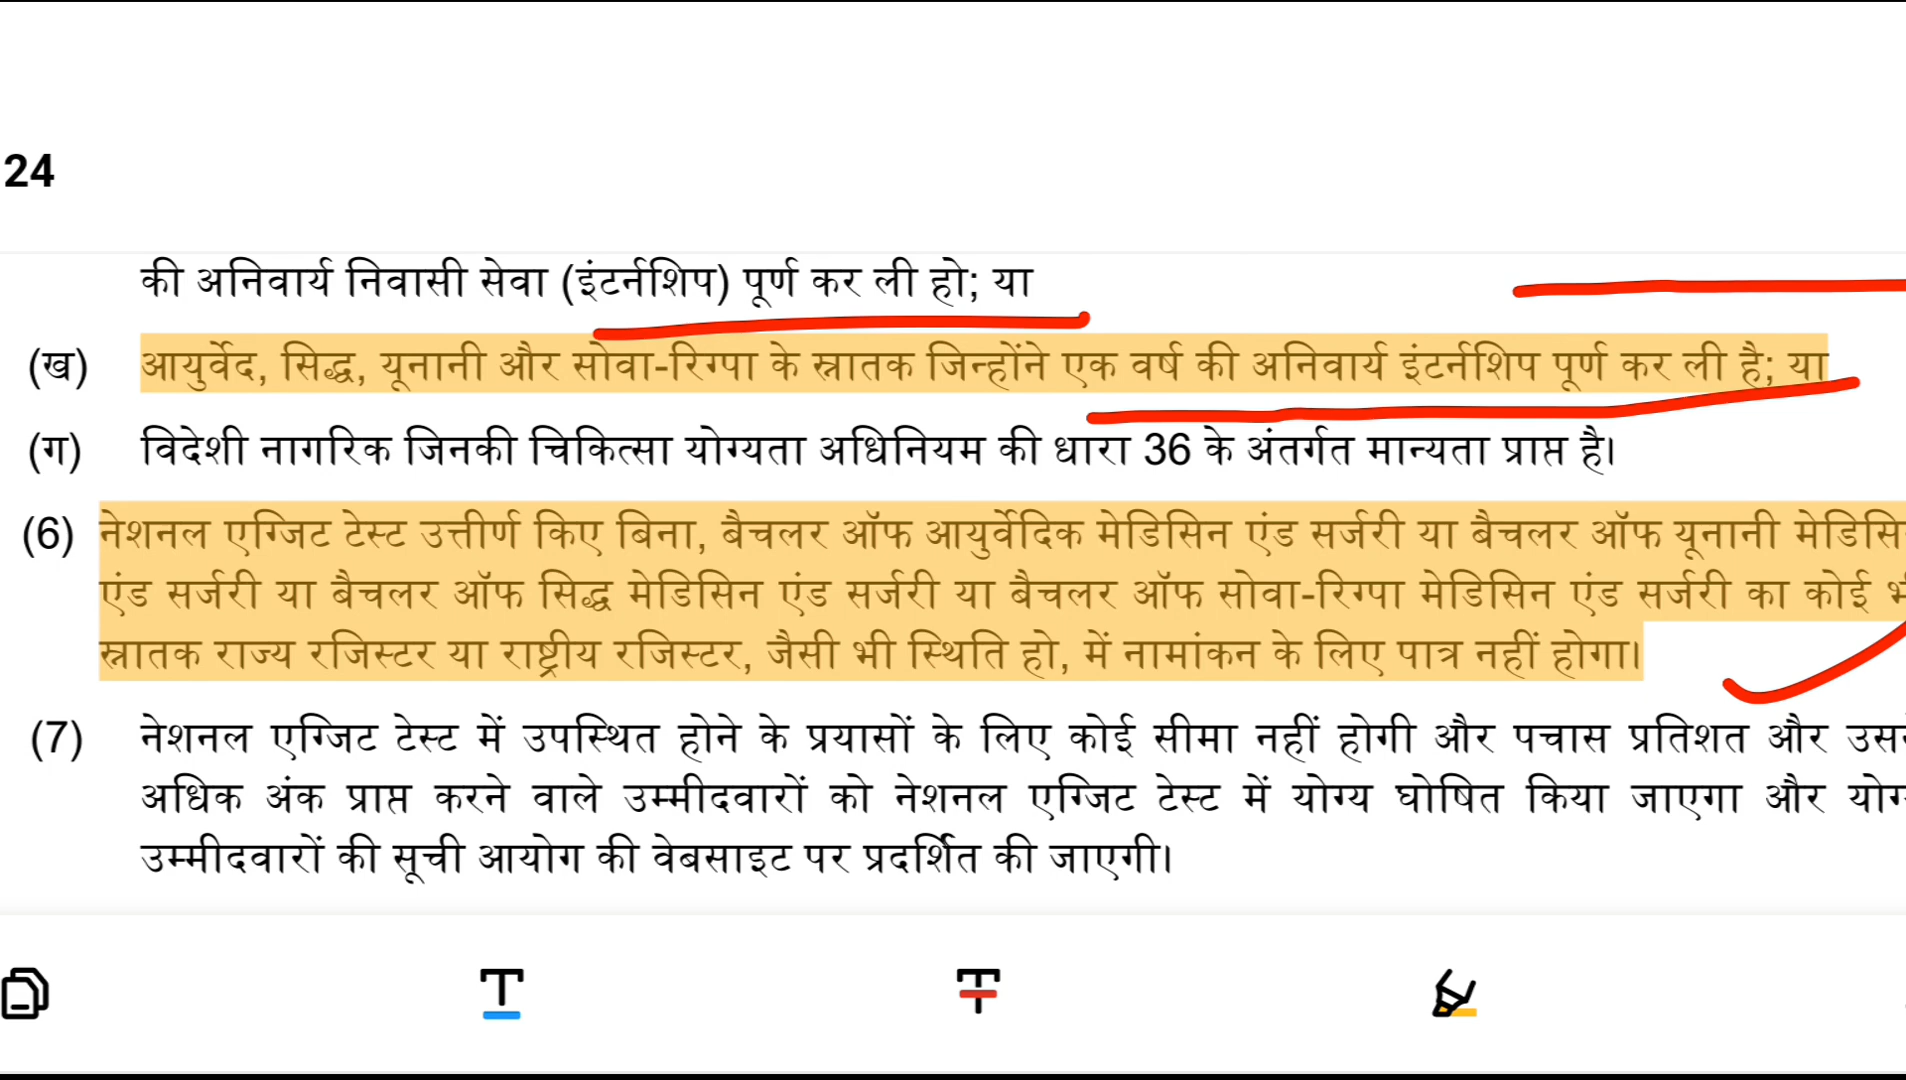 24
की अनिवार्य निवासी सेवा (इंटर्नशिप) पूर्ण कर ली हो; या
(ख) आयुर्वेद, सिद्ध, यूनानी और सोवा-रिग्पा के स्नातक जिन्होंने एक वर्ष की अनिवार्य इंटर्नशिप पूर्ण कर ली है; या
(ग) विदेशी नागरिक जिनकी चिकित्सा योग्यता अधिनियम की धारा 36 के अंतर्गत मान्यता प्राप्त है।
(6) नेशनल एग्जिट टेस्ट उत्तीर्ण किए बिना, बैचलर ऑफ आयुर्वेदिक मेडिसिन एंड सर्जरी या बैचलर ऑफ यूनानी
एंड सर्जरी या बैचलर ऑफ सिद्ध मेडिसिन एंड सर्जरी या बैचलर ऑफ सोवा-रिग्पा मेडिसिन एंड सर्जरी का कोई
स्नातक राज्य रजिस्टर या राष्ट्रीय रजिस्टर, जैसी भी स्थिति हो, में नामांकन के लिए पात्र नहीं होगा।
(7) नेशनल एग्जिट टेस्ट में उपस्थित होने के प्रयासों के लिए कोई सीमा नहीं होगी और पचास प्रतिशत और
अधिक अंक प्राप्त करने वाले उम्मीदवारों को नेशनल एग्जिट टेस्ट में योग्य घोषित किया जाएगा और
उम्मीदवारों की सूची आयोग की वेबसाइट पर प्रदर्शित की जाएगी।